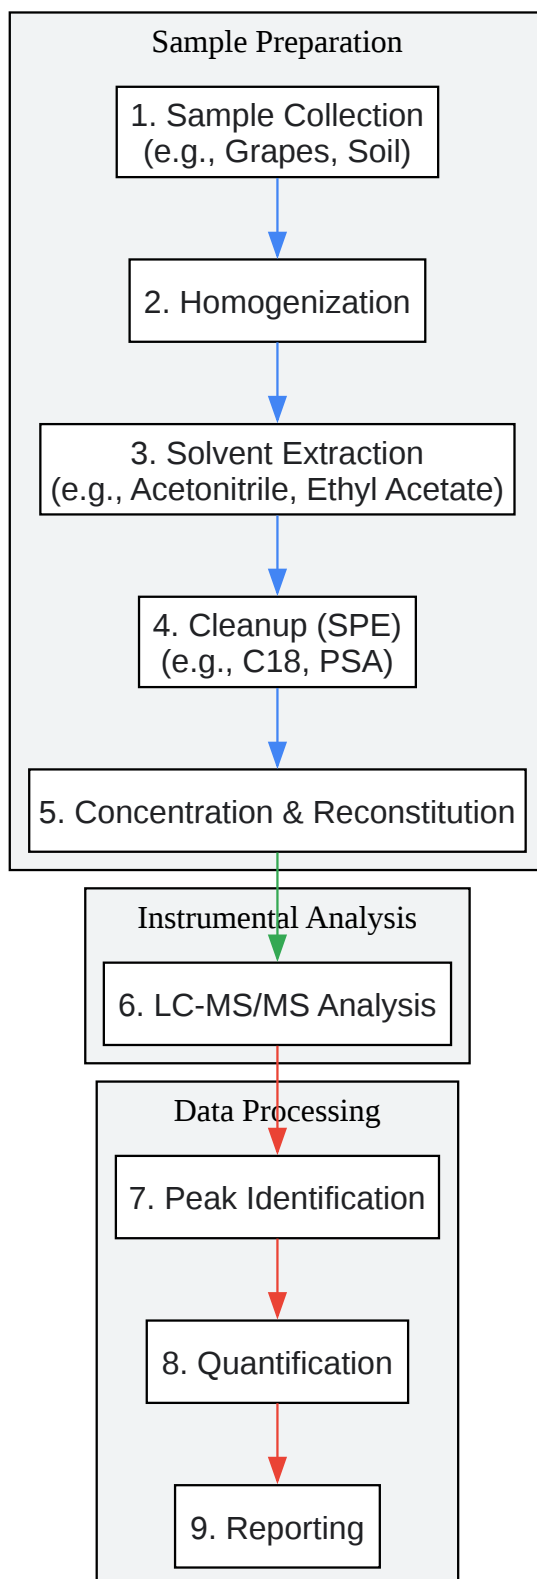 Sample Preparation
1. Sample Collection
(e.g., Grapes, Soil)
2. Homogenization
3. Solvent Extraction
(e.g., Acetonitrile, Ethyl Acetate)
4. Cleanup (SPE)
(e.g., C18, PSA)
5. Concentration & Reconstitution
Instrumental Analysis
6. LC-MS/MS Analysis
Data Processing
7. Peak Identification
8. Quantification
9. Reporting